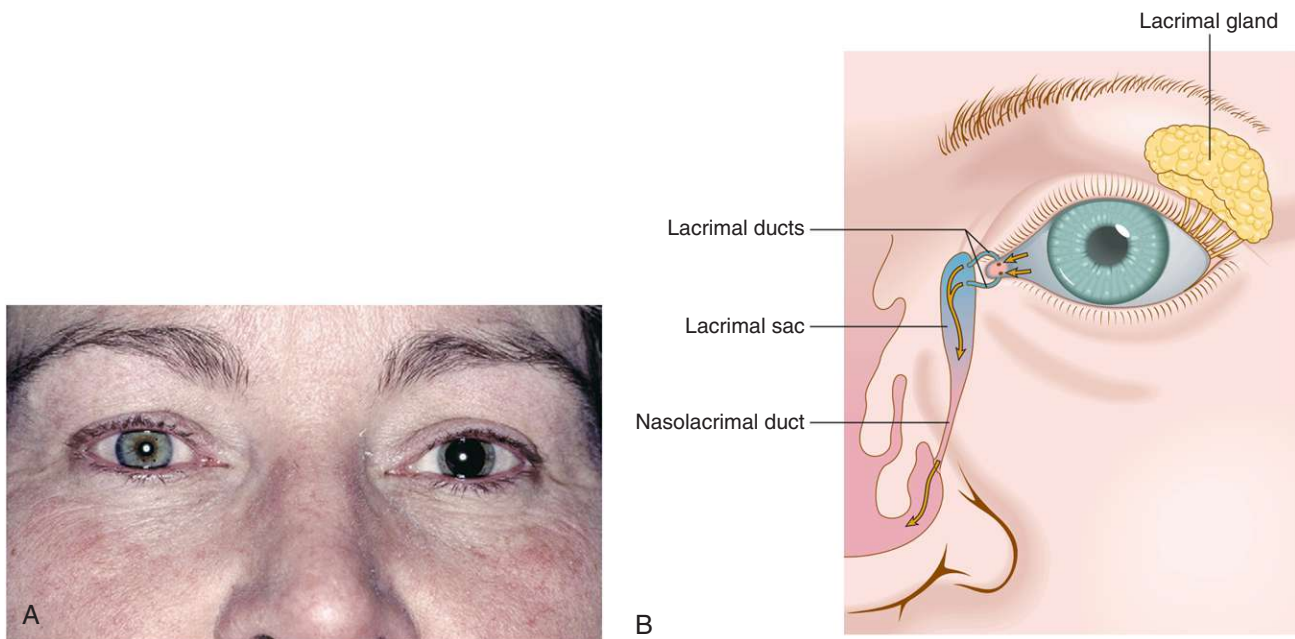 Lacrimal gland
Lacrimal ducts
Lacrimal sac
Nasolacrimal duct
A
B